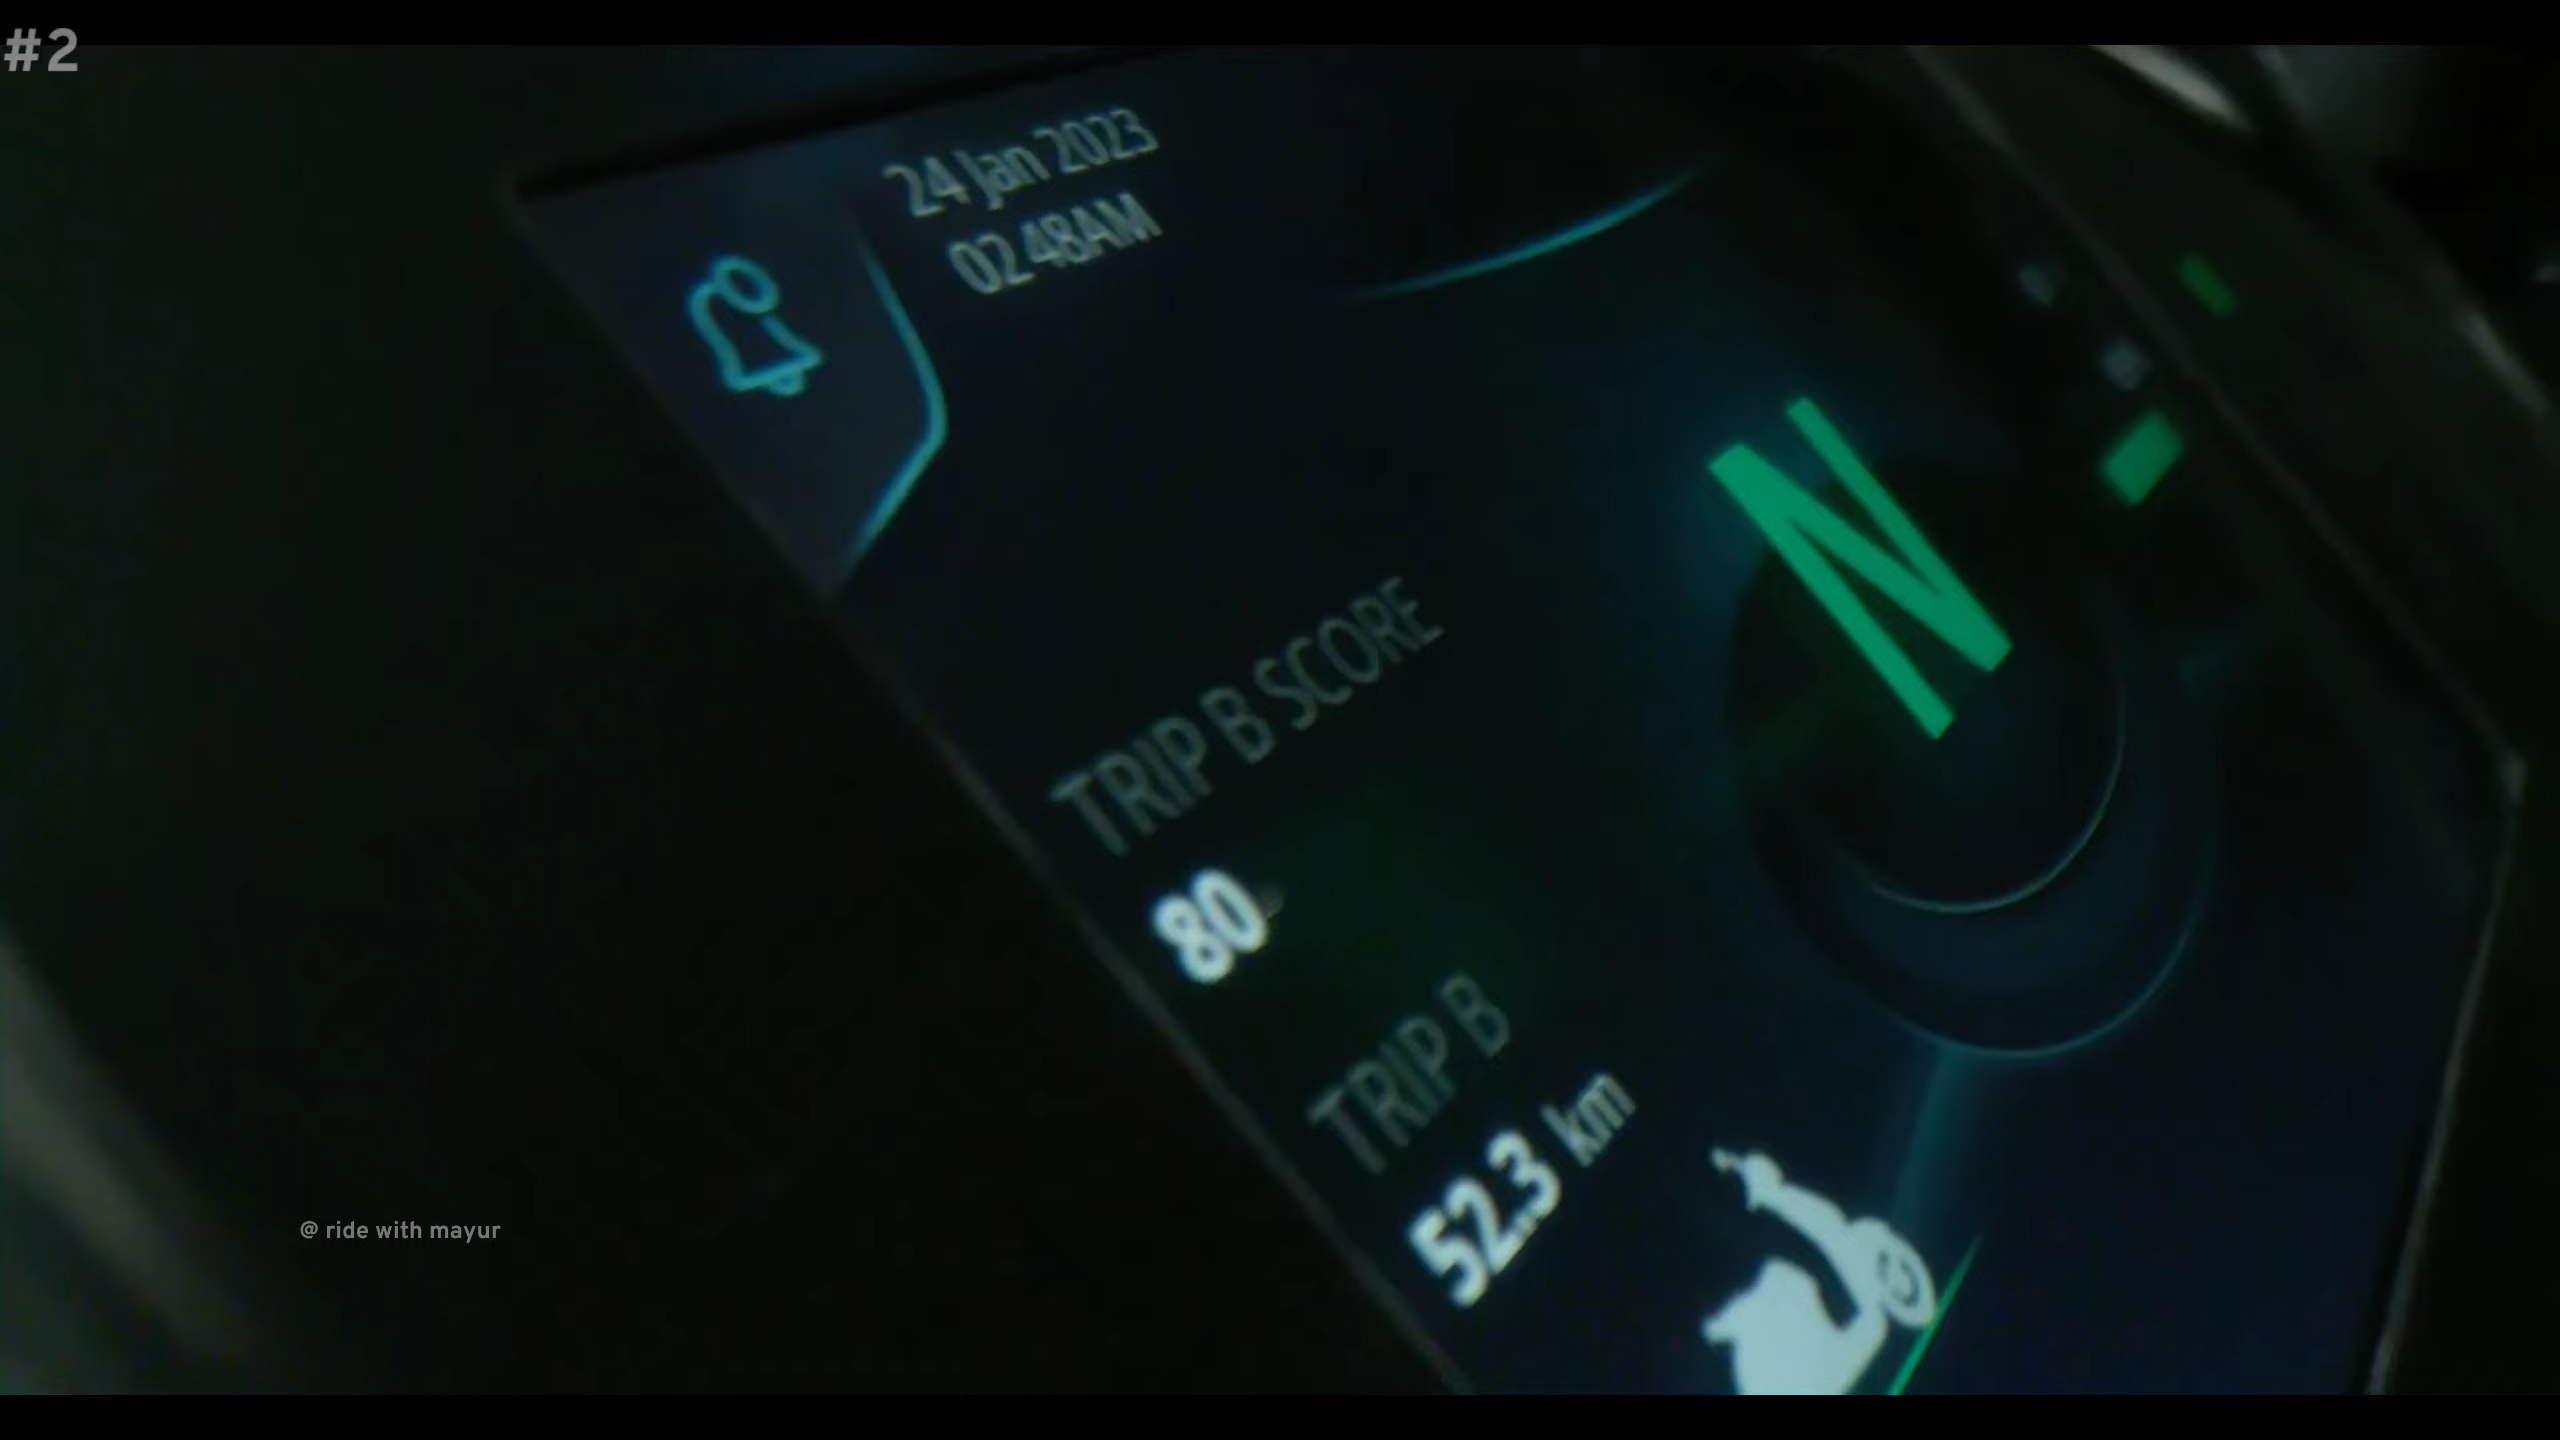 #2
24 Jan 2023
02 48AM
N
TRIP B SCORE
80
TRIP B
52.3 km
@ ride with mayur